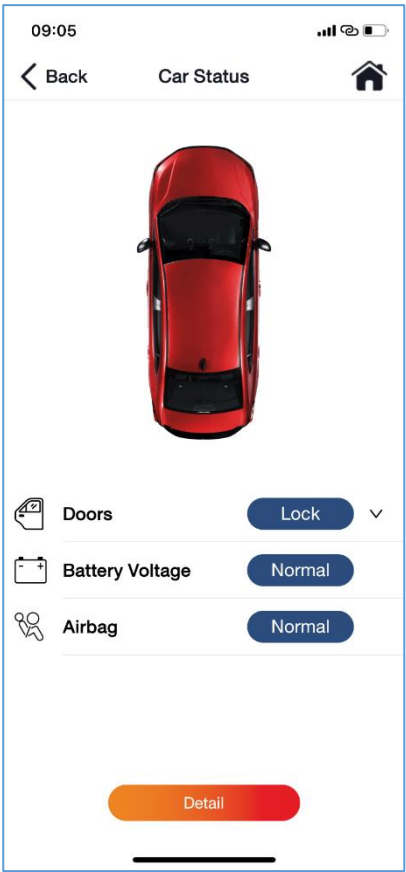 09:05
Back Car Status
Doors Lock
Battery Voltage Normal
Airbag Normal
Detail